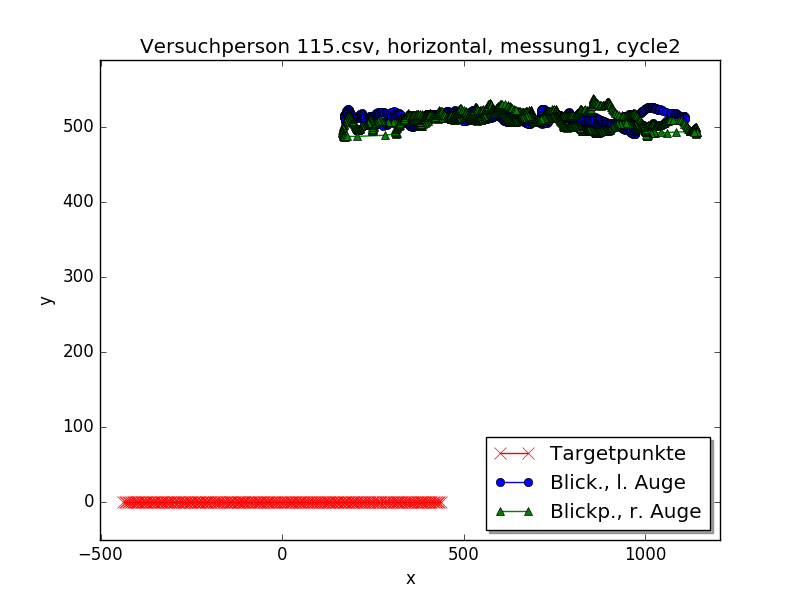 Versuchperson 115.csv, horizontal, messung1, cycle2
500
400
300
200
100
0
y
Targetpunkte
Blick., l. Auge
Blickp., r. Auge
−500
0
500
1000
x